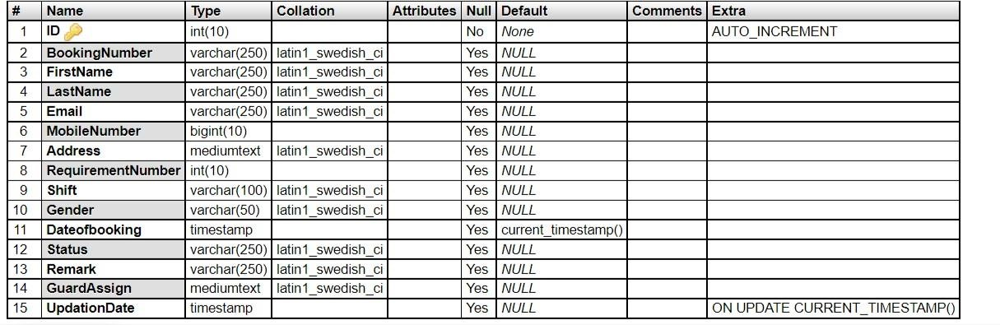 # Name Type Collation Attributes Null Default Comments Extra
1 ID int(10) No None AUTO_INCREMENT
2 BookingNumber varchar(250) latin1_swedish_ci Yes NULL
3 FirstName varchar(250) latin1_swedish_ci Yes NULL
4 LastName varchar(250) latin1_swedish_ci Yes NULL
5 Email varchar(250) latin1_swedish_ci Yes NULL
6 MobileNumber bigint(10) Yes NULL
7 Address mediumtext latin1_swedish_ci Yes NULL
8 RequirementNumber int(10) Yes NULL
9 Shift varchar(100) latin1_swedish_ci Yes NULL
10 Gender varchar(50) latin1_swedish_ci Yes NULL
11 Dateofbooking timestamp Yes current_timestamp()
12 Status varchar(250) latin1_swedish_ci Yes NULL
13 Remark varchar(250) latin1_swedish_ci Yes NULL
14 GuardAssign mediumtext latin1_swedish_ci Yes NULL
15 UpdationDate timestamp Yes NULL ON UPDATE CURRENT_TIMESTAMP()